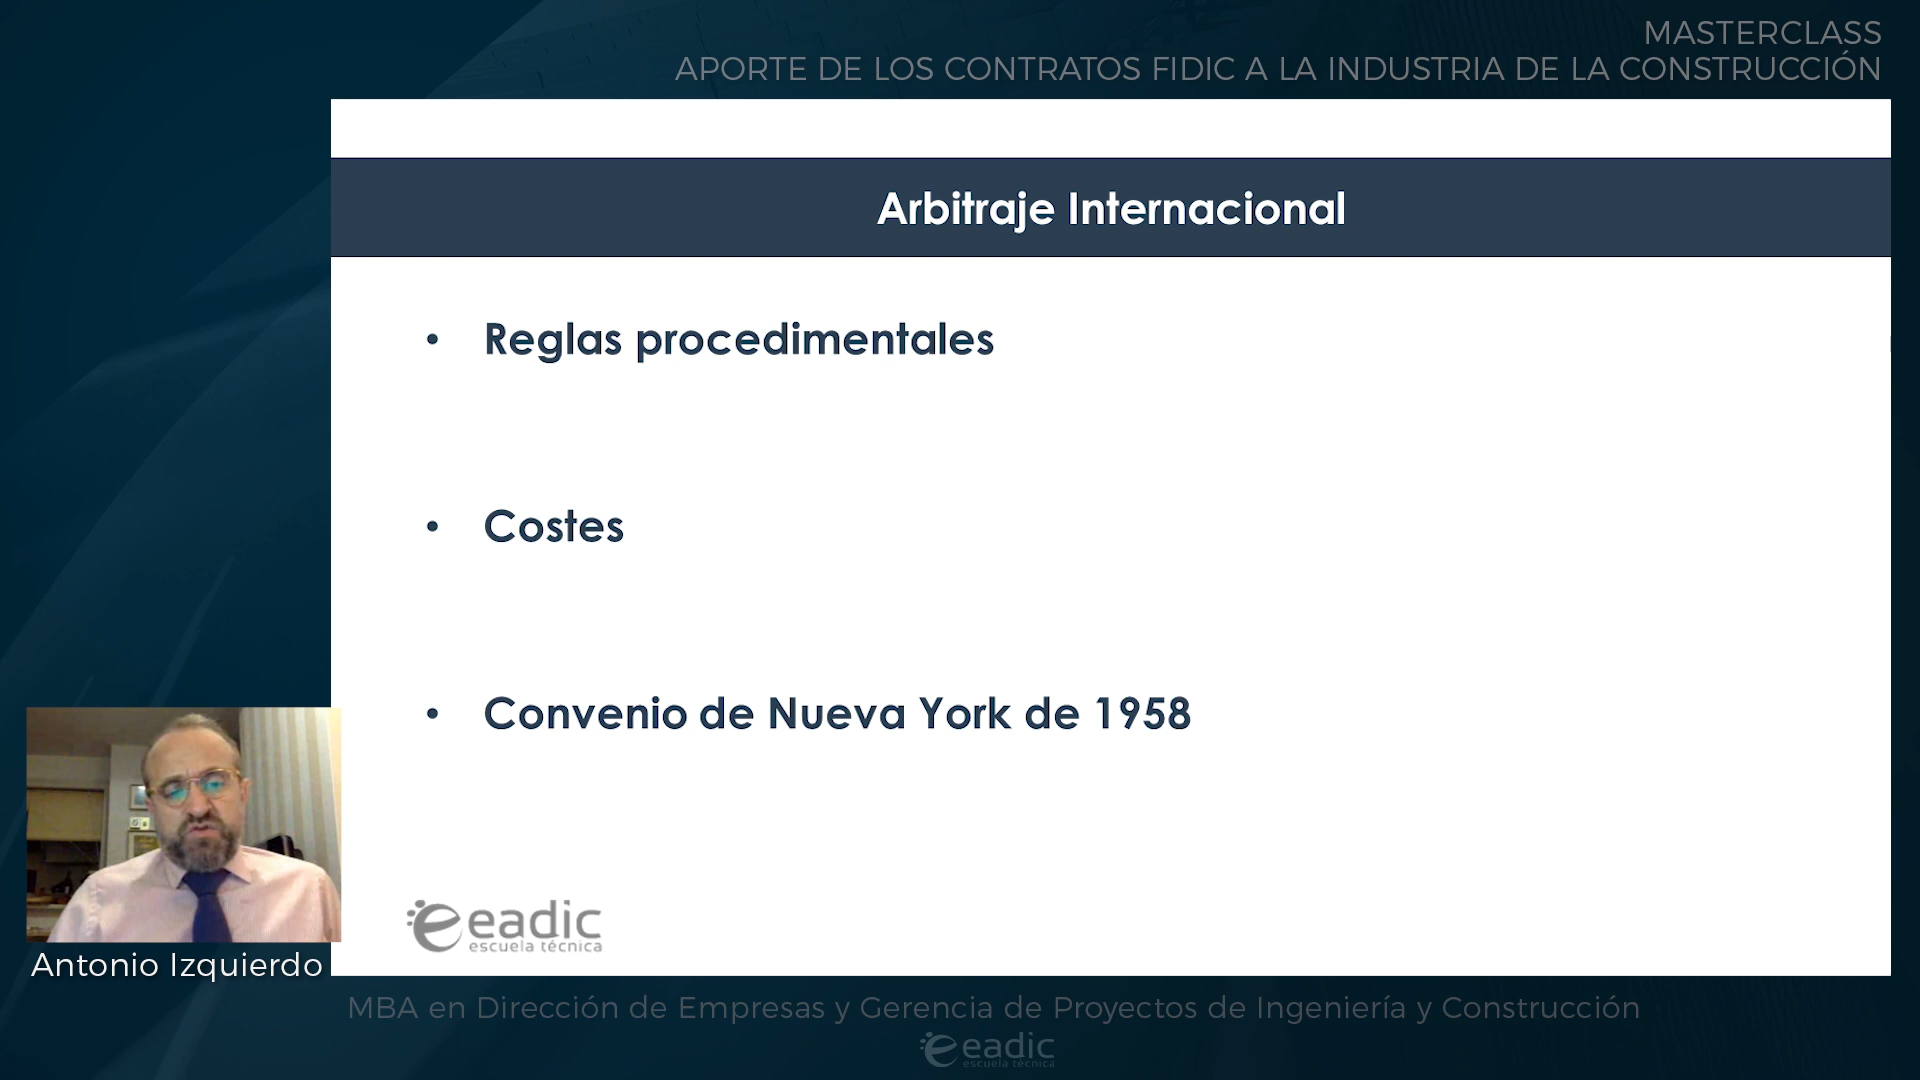 MASTERCLASS
APORTE DE LOS CONTRATOS FIDIC A LA INDUSTRIA DE LA CONSTRUCCIÓN
Arbitraje Internacional
• Reglas procedimentales
• Costes
• Convenio de Nueva York de 1958
eadic
escuela técnica
Antonio Izquierdo
MBA en Dirección de Empresas y Gerencia de Proyectos de Ingeniería y Construcción
eadic
escuela técnica